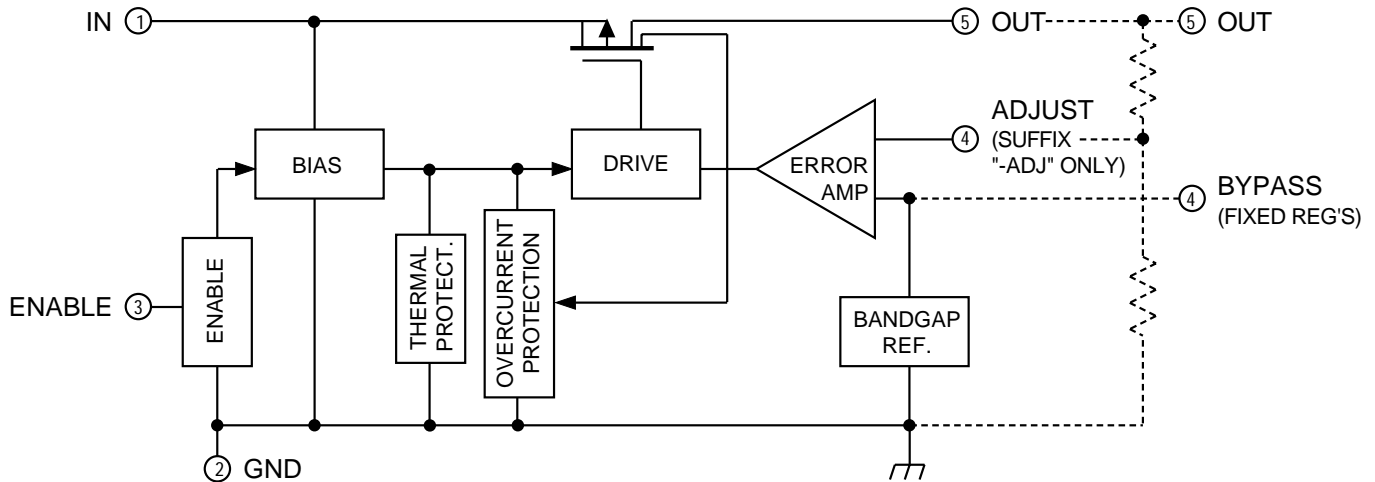 IN 1
5 OUT
5 OUT
BIAS
DRIVE
ERROR
AMP
4 ADJUST
(SUFFIX
"-ADJ" ONLY)
4 BYPASS
(FIXED REG'S)
ENABLE 3
ENABLE
THERMAL
PROTECT.
OVERCURRENT
PROTECTION
BANDGAP
REF.
2 GND